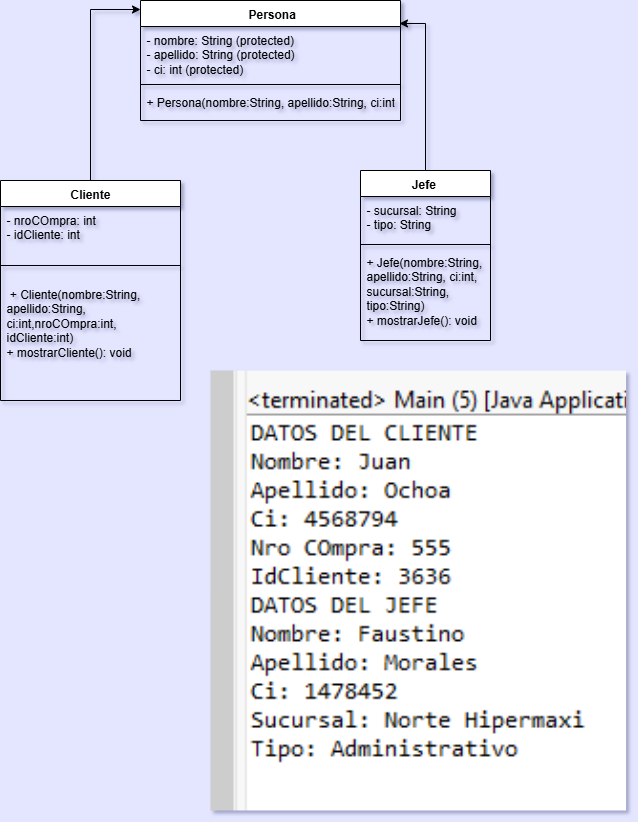 Persona
- nombre: String (protected)
- apellido: String (protected)
- ci: int (protected)
+ Persona(nombre:String, apellido:String, ci:int
Cliente
- nroCOmpra: int
- idCliente: int
+ Cliente(nombre:String,
apellido:String,
ci:int,nroCOmpra:int,
idCliente:int)
+ mostrarCliente(): void
Jefe
- sucursal: String
- tipo: String
+ Jefe(nombre:String,
apellido:String, ci:int,
sucursal:String,
tipo:String)
+ mostrarJefe(): void
<terminated> Main (5) [Java Applicati
DATOS DEL CLIENTE
Nombre: Juan
Apellido: Ochoa
Ci: 4568794
Nro COmpra: 555
IdCliente: 3636
DATOS DEL JEFE
Nombre: Faustino
Apellido: Morales
Ci: 1478452
Sucursal: Norte Hipermaxi
Tipo: Administrativo